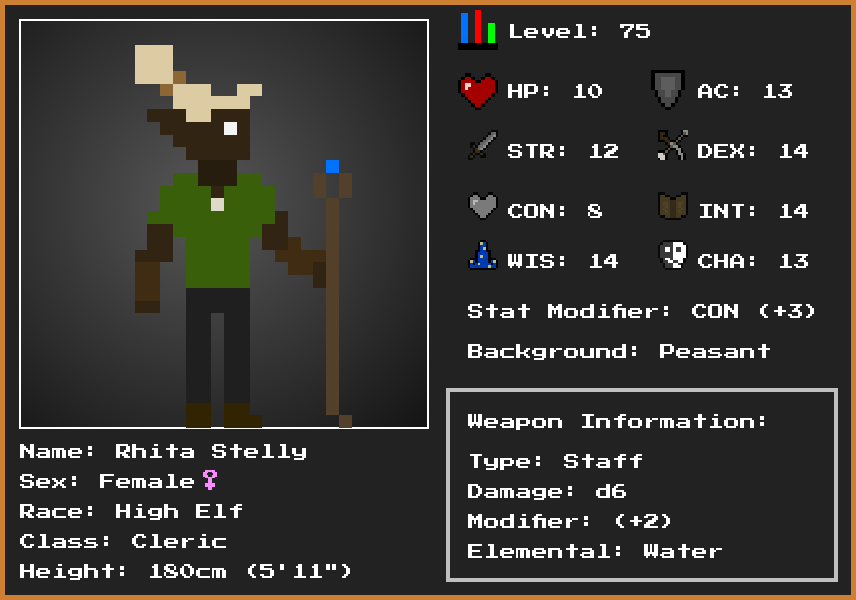 Level: 75
HP: 10 AC: 13
STR: 12 DEX: 14
CON: 8 INT: 14
WIS: 14 CHA: 13
Stat Modifier: CON (+3)
Background: Peasant
Weapon Information:
Type: Staff
Damage: d6
Modifier: (+2)
Elemental: Water
Name: Rhita Stelly
Sex: Female♀
Race: High Elf
Class: Cleric
Height: 180cm (5'11")